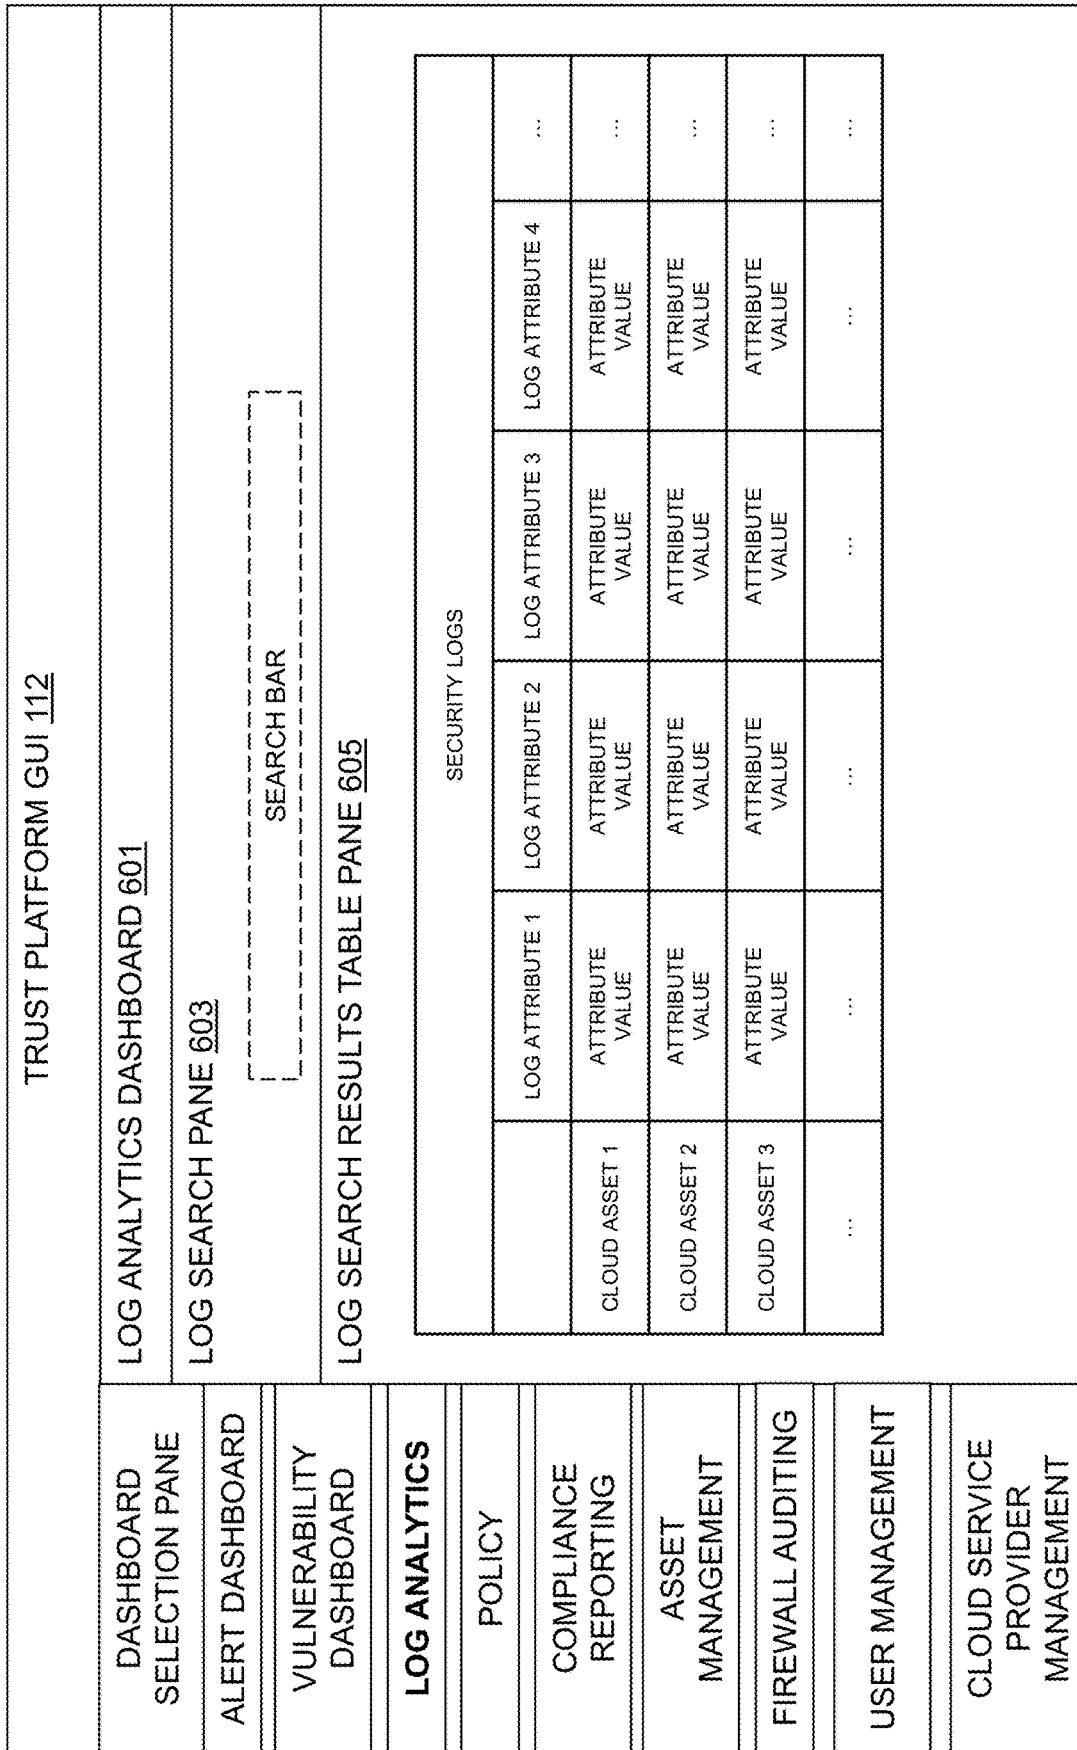 TRUST PLATFORM GUI 112
DASHBOARD
SELECTION PANE
ALERT DASHBOARD
VULNERABILITY
DASHBOARD
LOG ANALYTICS
POLICY
COMPLIANCE
REPORTING
ASSET
MANAGEMENT
FIREWALL AUDITING
USER MANAGEMENT
CLOUD SERVICE
PROVIDER
MANAGEMENT
LOG ANALYTICS DASHBOARD 601
LOG SEARCH PANE 603
SEARCH BAR
LOG SEARCH RESULTS TABLE PANE 605
SECURITY LOGS
LOG ATTRIBUTE 1 LOG ATTRIBUTE 2 LOG ATTRIBUTE 3 LOG ATTRIBUTE 4 ...
CLOUD ASSET 1 ATTRIBUTE VALUE ATTRIBUTE VALUE ATTRIBUTE VALUE ATTRIBUTE VALUE ...
CLOUD ASSET 2 ATTRIBUTE VALUE ATTRIBUTE VALUE ATTRIBUTE VALUE ATTRIBUTE VALUE ...
CLOUD ASSET 3 ATTRIBUTE VALUE ATTRIBUTE VALUE ATTRIBUTE VALUE ATTRIBUTE VALUE ...
... ... ... ... ... ...